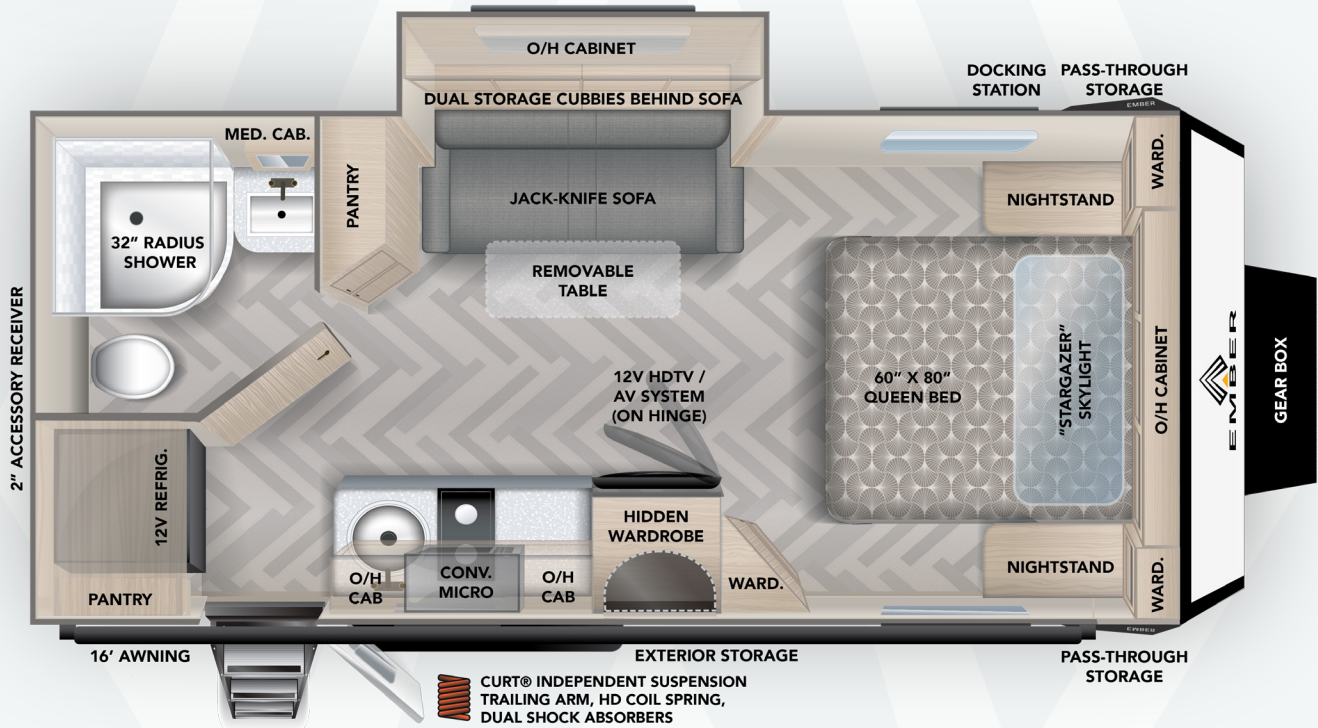 O/H CABINET
DUAL STORAGE CUBBIES BEHIND SOFA
DOCKING
STATION
PASS-THROUGH
STORAGE
EMBER
MED. CAB.
PANTRY
JACK-KNIFE SOFA
NIGHTSTAND
WARD.
32" RADIUS
SHOWER
REMOVABLE
TABLE
2" ACCESSORY RECEIVER
12V HDTV /
AV SYSTEM
(ON HINGE)
60" X 80"
QUEEN BED
"STARGAZER"
SKYLIGHT
O/H CABINET
EMBER
GEAR BOX
12V REFRIG.
PANTRY
O/H
CAB
CONV.
MICRO
O/H
CAB
HIDDEN
WARDROBE
WARD.
NIGHTSTAND
WARD.
EMBER
16' AWNING
EXTERIOR STORAGE
PASS-THROUGH
STORAGE
CURT® INDEPENDENT SUSPENSION
TRAILING ARM, HD COIL SPRING,
DUAL SHOCK ABSORBERS